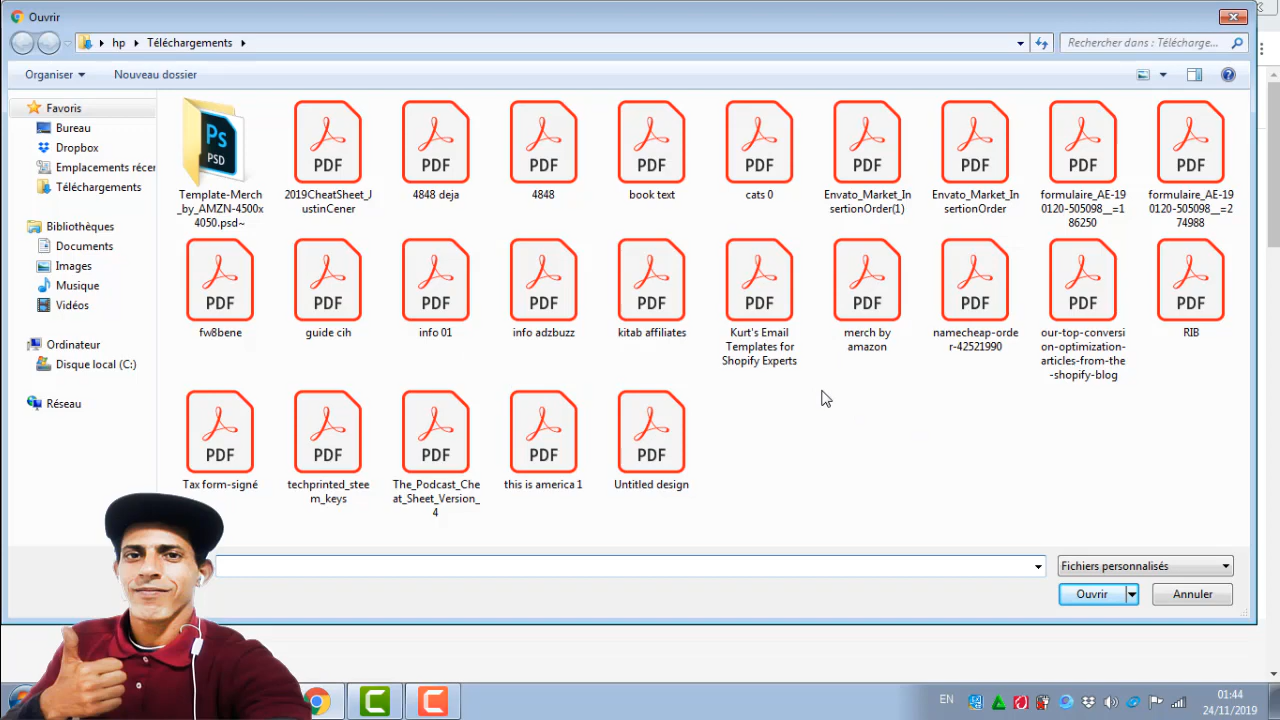 Ouvrir
hp
Téléchargements
Rechercher dans : Télécharge...
Organiser
Nouveau dossier
Favoris
Bureau
Dropbox
Emplacements récer
Téléchargements
Bibliothèques
Documents
Images
Musique
Vidéos
Ordinateur
Disque local (C:)
Réseau
Ps
PSD
Template-Merch
_by_AMZN-4500x
4050.psd~
PDF
2019CheatSheet_J
ustinCener
PDF
4848 deja
PDF
4848
PDF
book text
PDF
cats 0
PDF
Envato_Market_In
sertionOrder(1)
PDF
Envato_Market_In
sertionOrder
PDF
formulaire_AE-19
0120-505098__=1
86250
PDF
formulaire_AE-19
0120-505098__=2
74988
PDF
fw8bene
PDF
guide cih
PDF
info 01
PDF
info adzbuzz
PDF
kitab affiliates
PDF
Kurt's Email
Templates for
Shopify Experts
PDF
merch by
amazon
PDF
namecheap-orde
r-42521990
PDF
our-top-conversi
on-optimization-
articles-from-the
-shopify-blog
PDF
RIB
PDF
Tax form-signé
PDF
techprinted_stee
m_keys
PDF
The_Podcast_Che
at_Sheet_Version_
4
PDF
this is america 1
PDF
Untitled design
Fichiers personnalisés
Ouvrir
Annuler
EN
01:44
24/11/2019